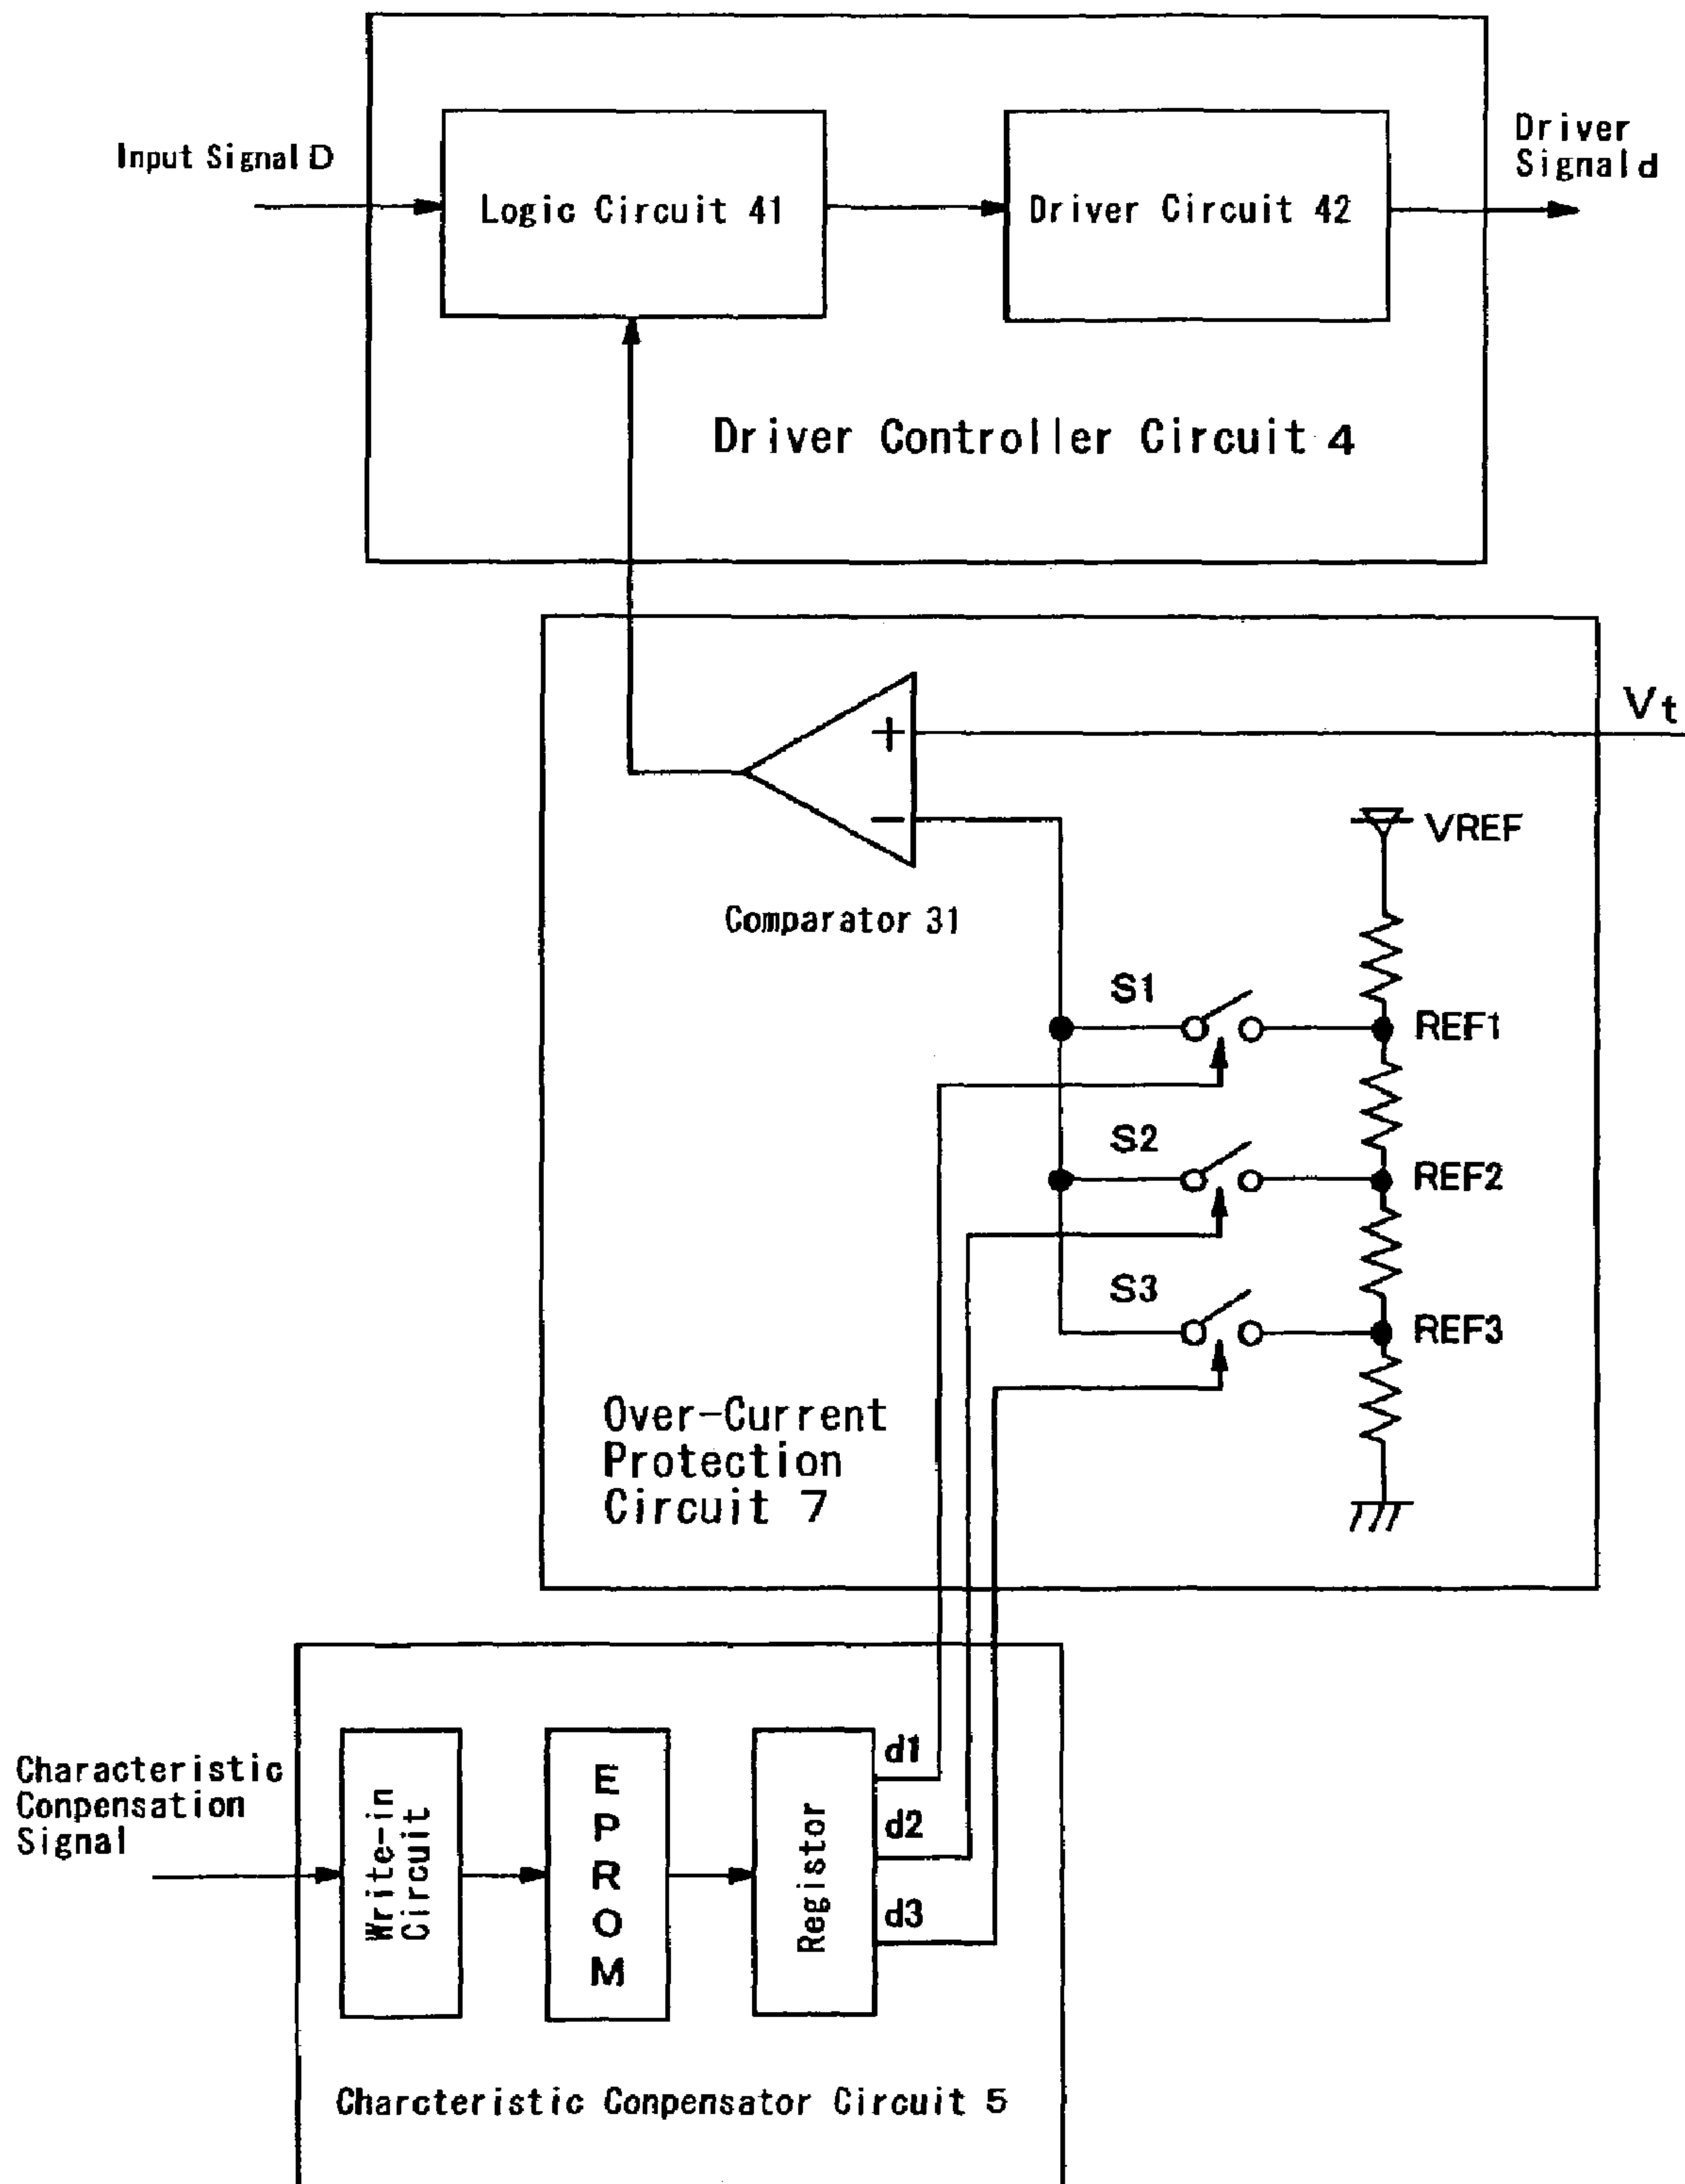 Input Signal D
Driver
Signal d
Logic Circuit 41
Driver Circuit 42
Driver Controller Circuit 4
Vt
+
−
VREF
Comparator 31
S1
REF1
S2
REF2
S3
REF3
Over-Current
Protection
Circuit 7
Characteristic
Conpensation
Signal
Write-in
Circuit
EPROM
Registor
d1
d2
d3
Charcteristic Conpensator Circuit 5